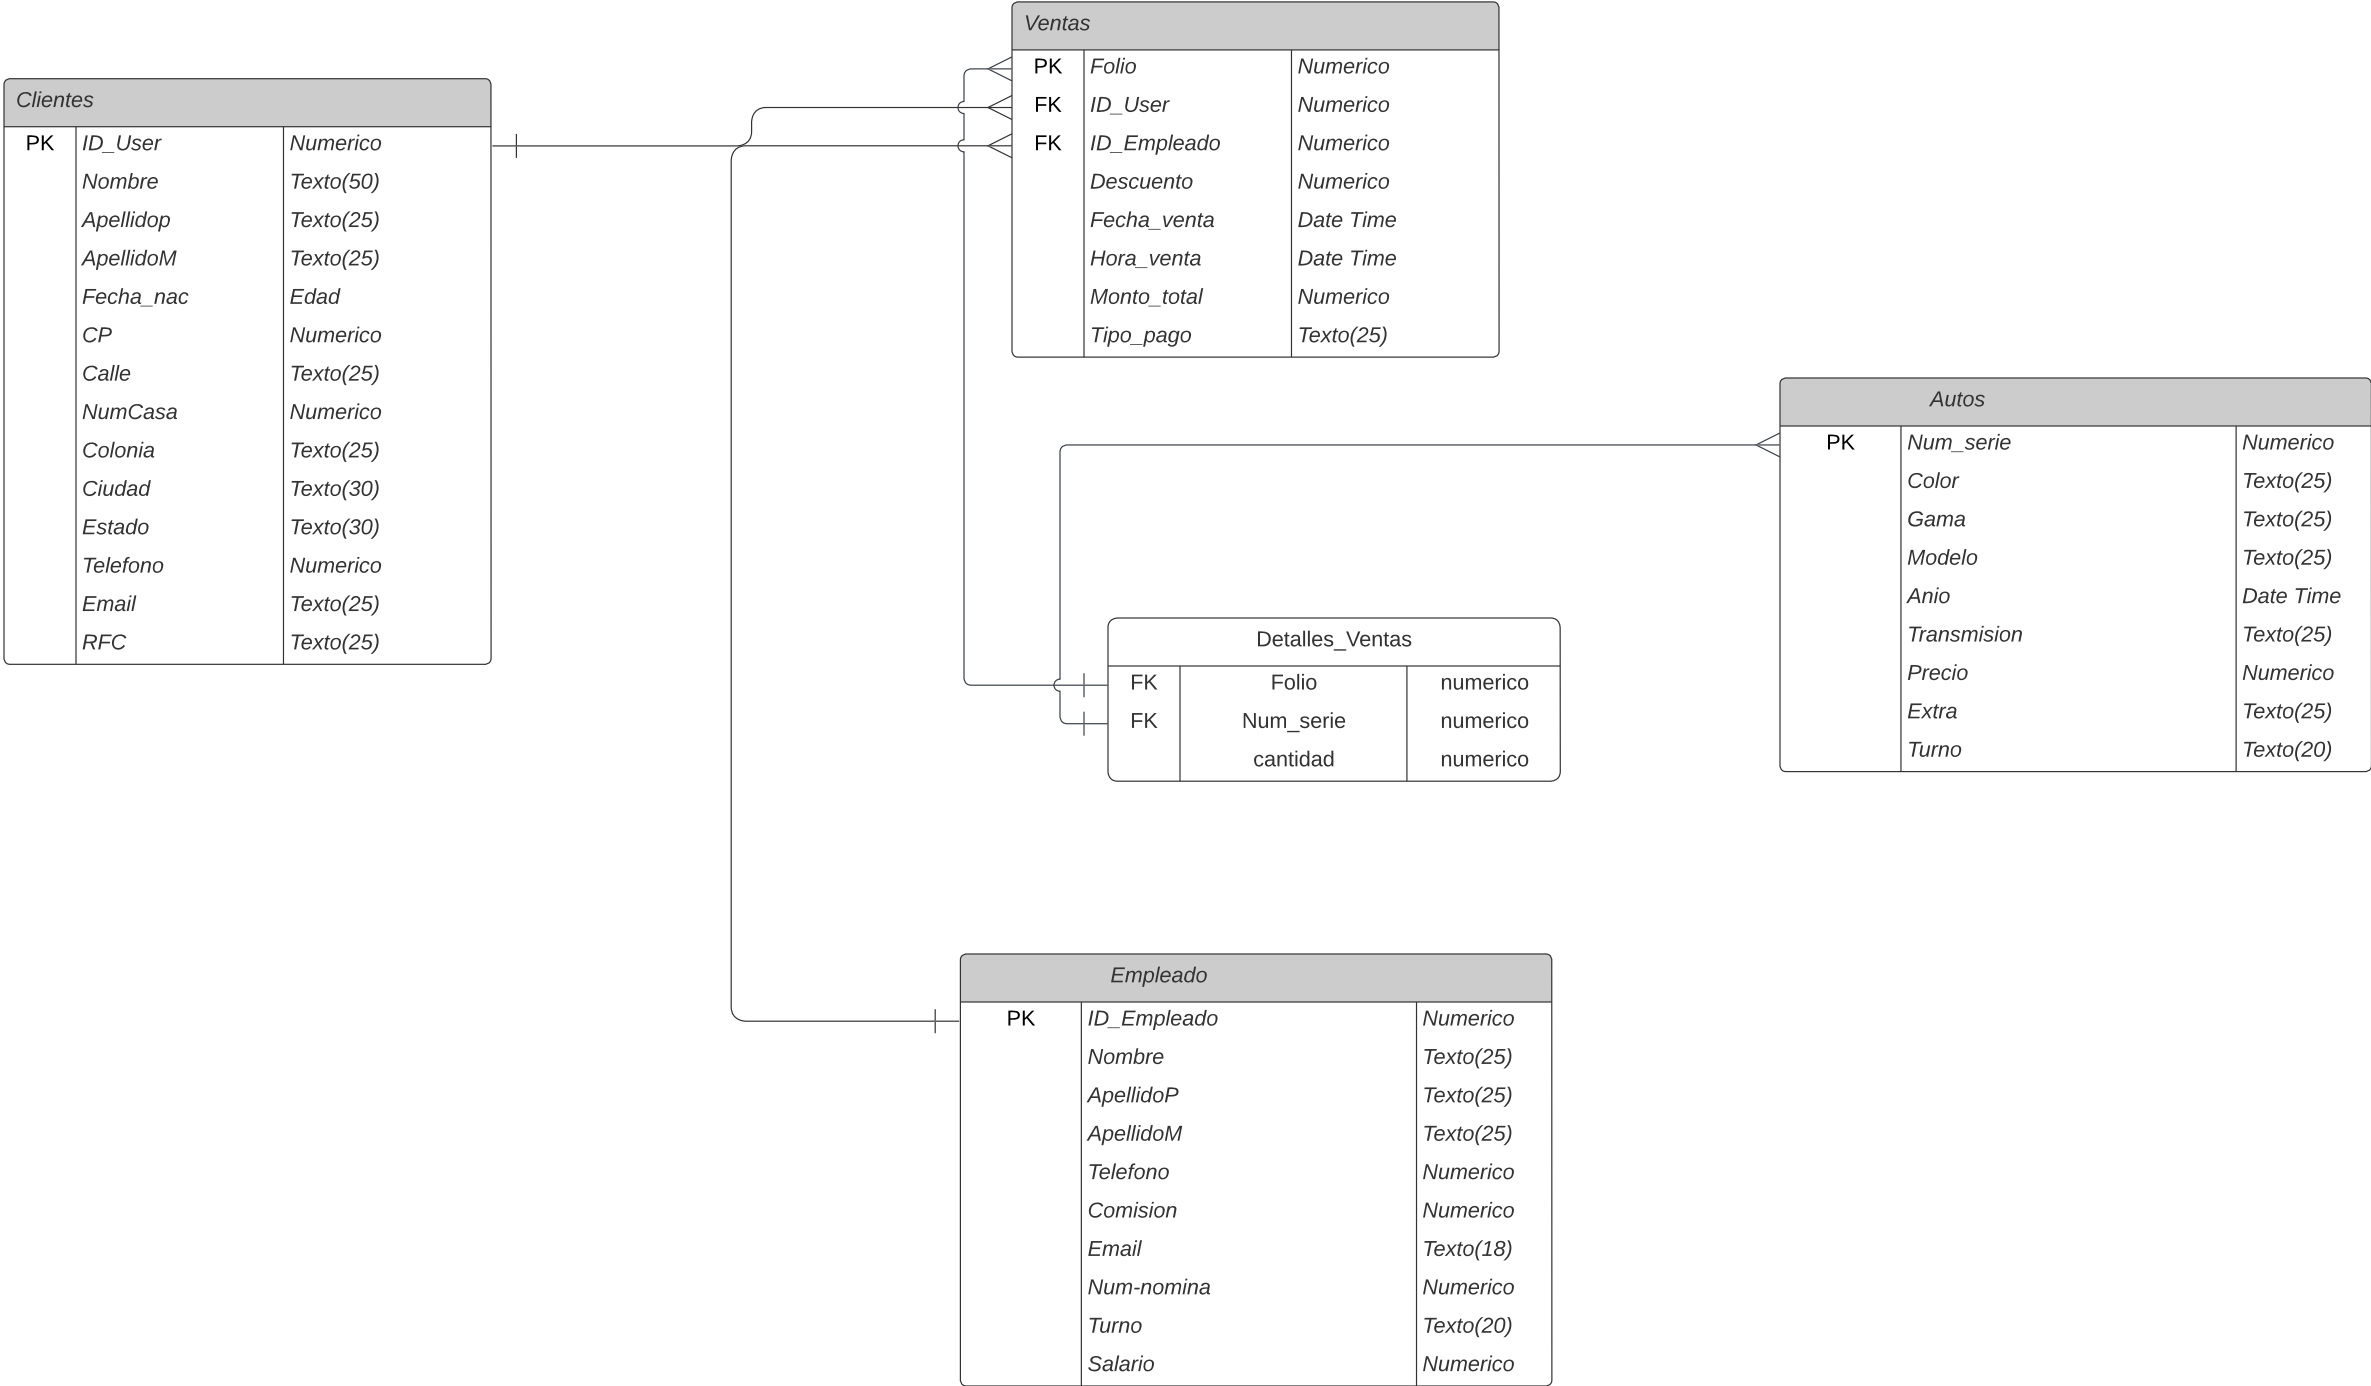 Clientes
PK ID_User Numerico
Nombre Texto(50)
Apellidop Texto(25)
ApellidoM Texto(25)
Fecha_nac Edad
CP Numerico
Calle Texto(25)
NumCasa Numerico
Colonia Texto(25)
Ciudad Texto(30)
Estado Texto(30)
Telefono Numerico
Email Texto(25)
RFC Texto(25)
Ventas
PK Folio Numerico
FK ID_User Numerico
FK ID_Empleado Numerico
Descuento Numerico
Fecha_venta Date Time
Hora_venta Date Time
Monto_total Numerico
Tipo_pago Texto(25)
Autos
PK Num_serie Numerico
Color Texto(25)
Gama Texto(25)
Modelo Texto(25)
Anio Date Time
Transmision Texto(25)
Precio Numerico
Extra Texto(25)
Turno Texto(20)
Detalles_Ventas
FK Folio numerico
FK Num_serie numerico
cantidad numerico
Empleado
PK ID_Empleado Numerico
Nombre Texto(25)
ApellidoP Texto(25)
ApellidoM Texto(25)
Telefono Numerico
Comision Numerico
Email Texto(18)
Num-nomina Numerico
Turno Texto(20)
Salario Numerico